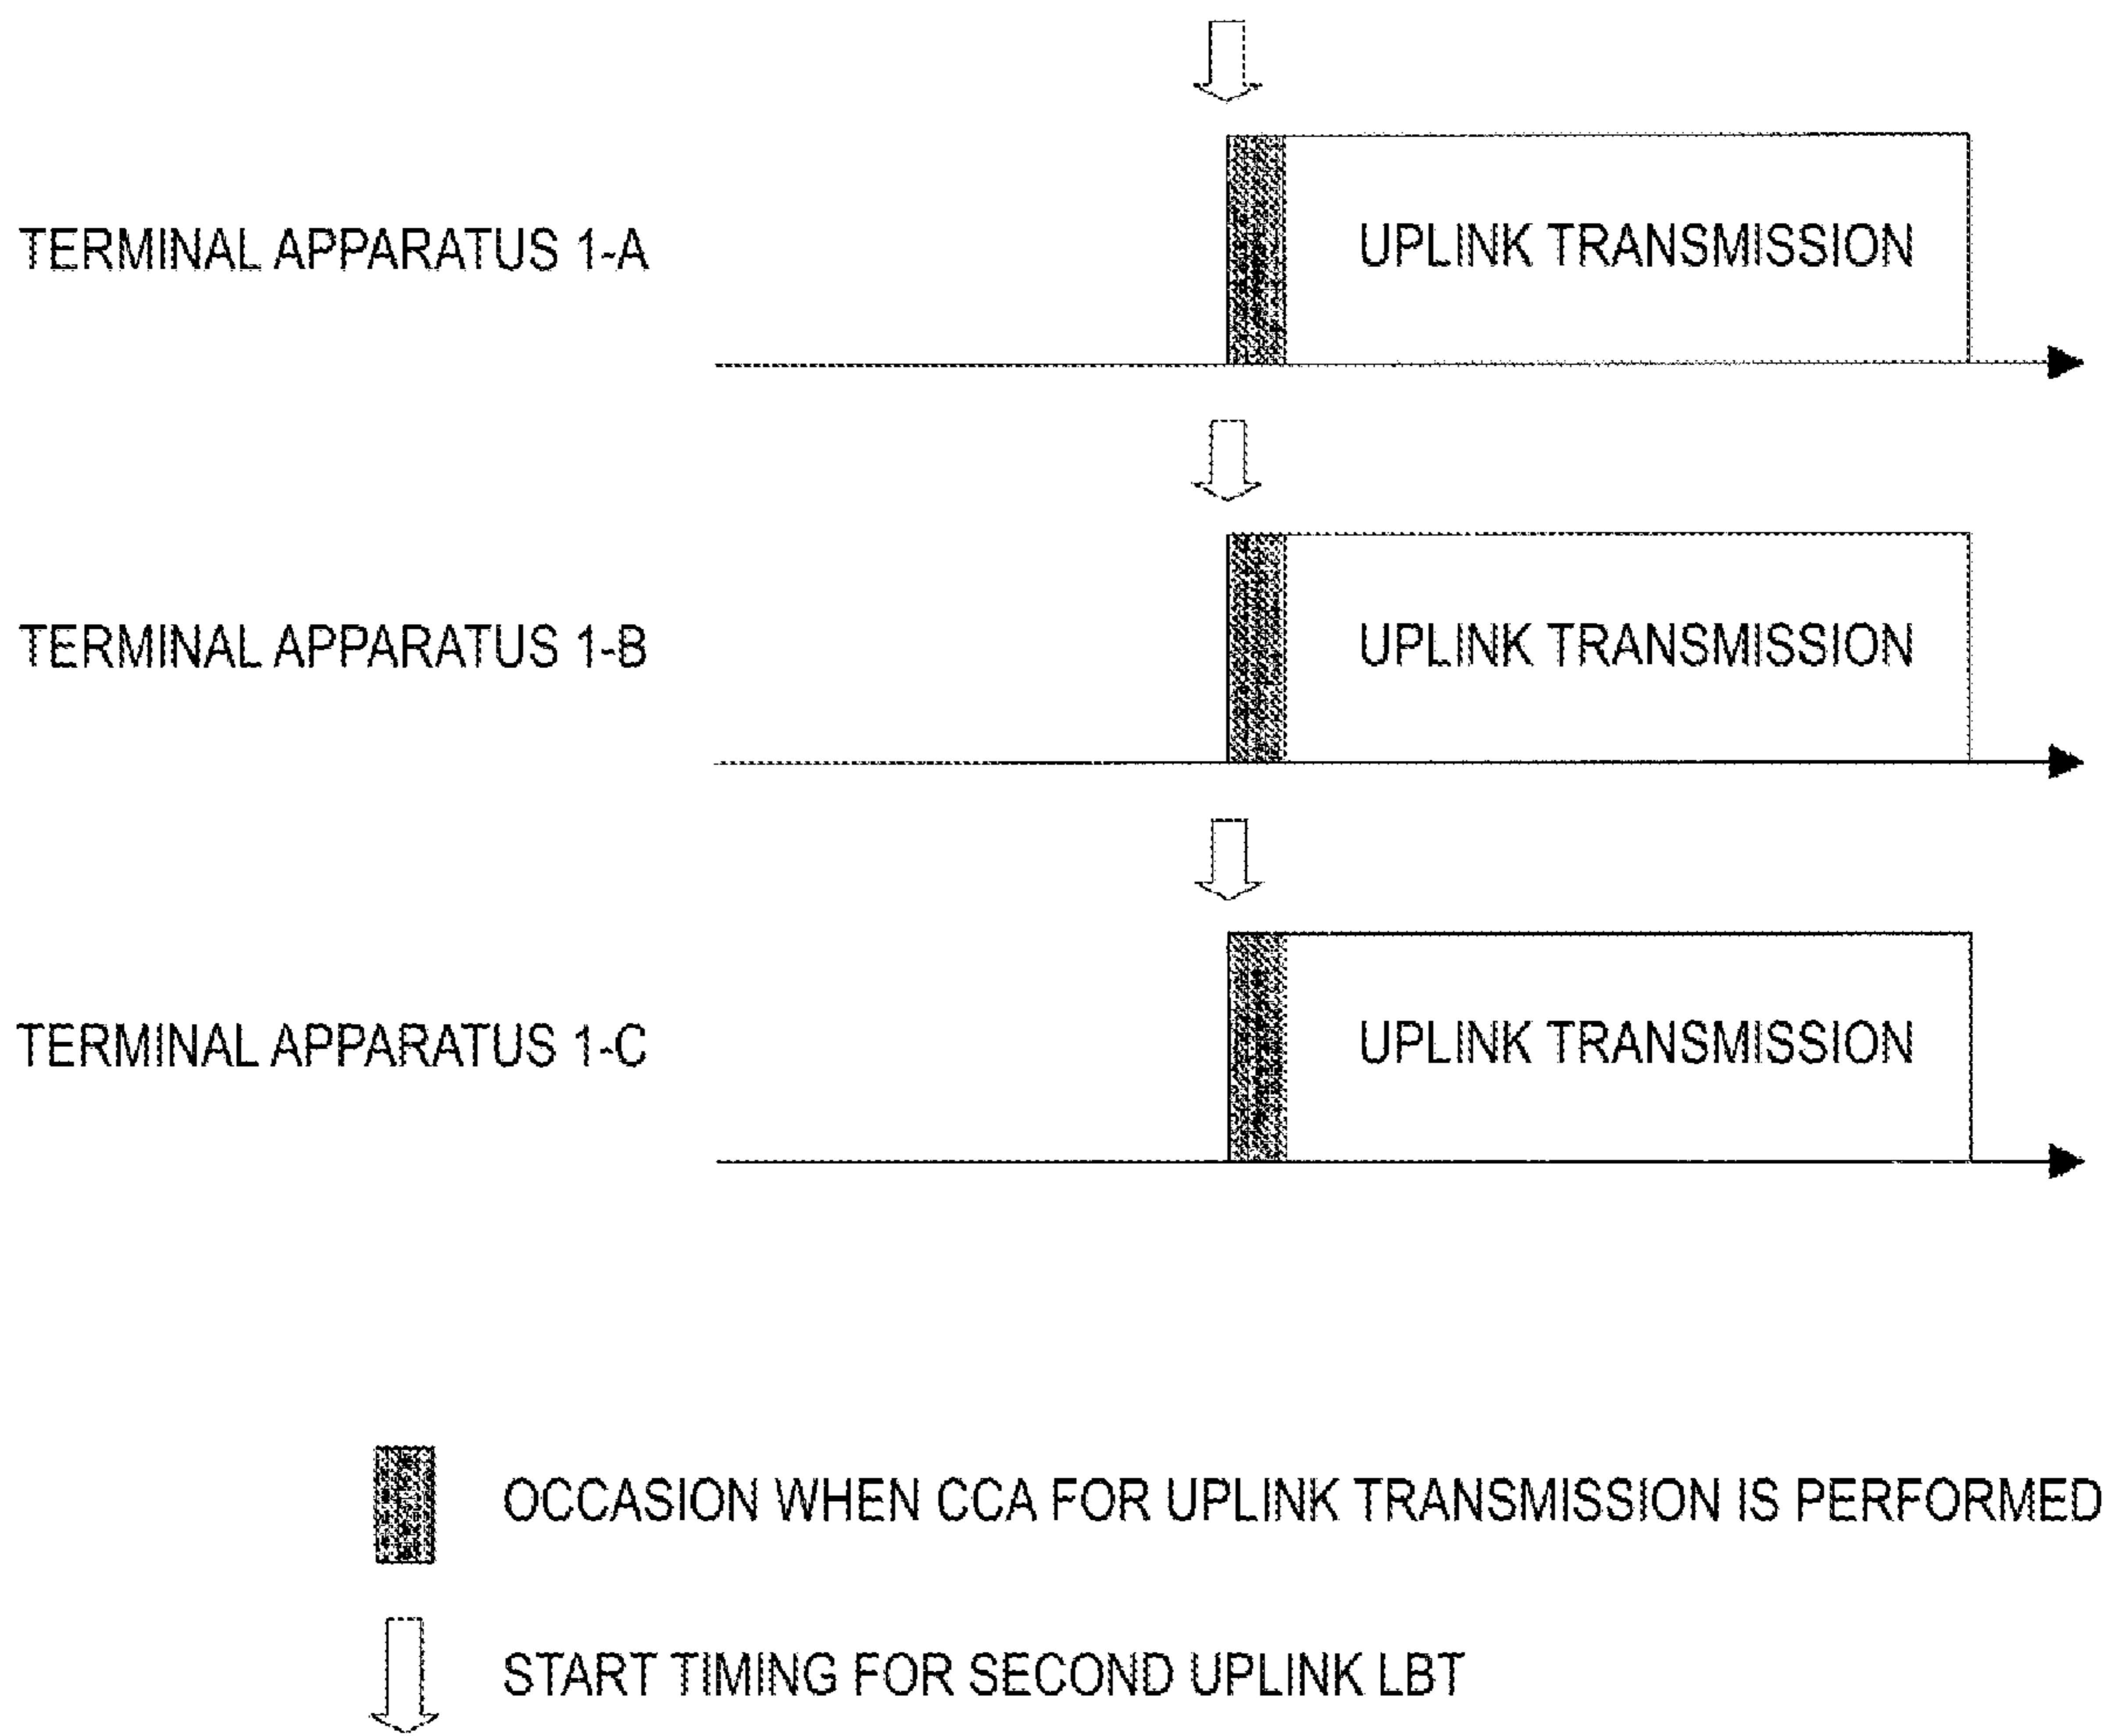 TERMINAL APPARATUS 1-A
UPLINK TRANSMISSION
TERMINAL APPARATUS 1-B
UPLINK TRANSMISSION
TERMINAL APPARATUS 1-C
UPLINK TRANSMISSION
OCCASION WHEN CCA FOR UPLINK TRANSMISSION IS PERFORMED
START TIMING FOR SECOND UPLINK LBT